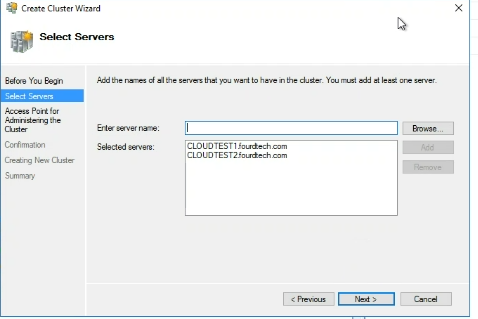 Create Cluster Wizard
Select Servers
Before You Begin
Select Servers
Access Point for
Administering the
Cluster
Confirmation
Creating New Cluster
Summary
Add the names of all the servers that you want to have in the cluster. You must add at least one server.
Enter server name:
Browse...
Selected servers:
CLOUDTEST1.fourdtech.com
CLOUDTEST2.fourdtech.com
Add
Remove
< Previous
Next >
Cancel